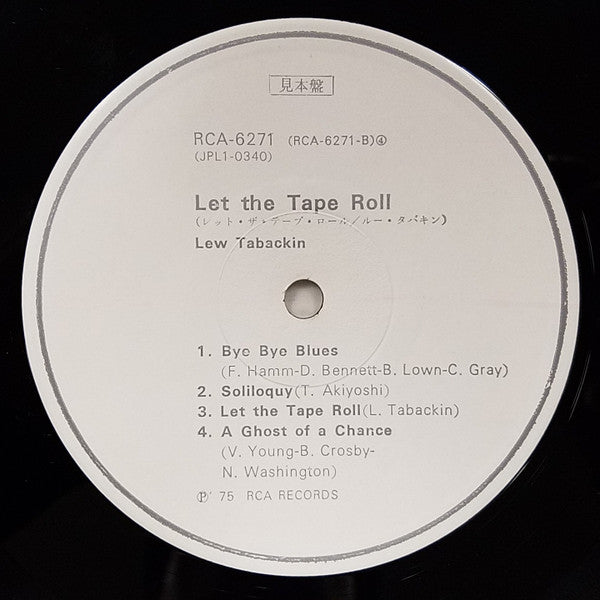 見本盤
RCA-6271 (RCA-6271-B)④
(JPL1-0340)
Let the Tape Roll
(レット・ザ・テープ・ロール/ルー・タバキン)
Lew Tabackin
1. Bye Bye Blues
(F. Hamm-D. Bennett-B. Lown-C. Gray)
2. Soliloquy(T. Akiyoshi)
3. Let the Tape Roll(L. Tabackin)
4. A Ghost of a Chance
(V. Young-B. Crosby-
N. Washington)
Ⓟ' 75 RCA RECORDS